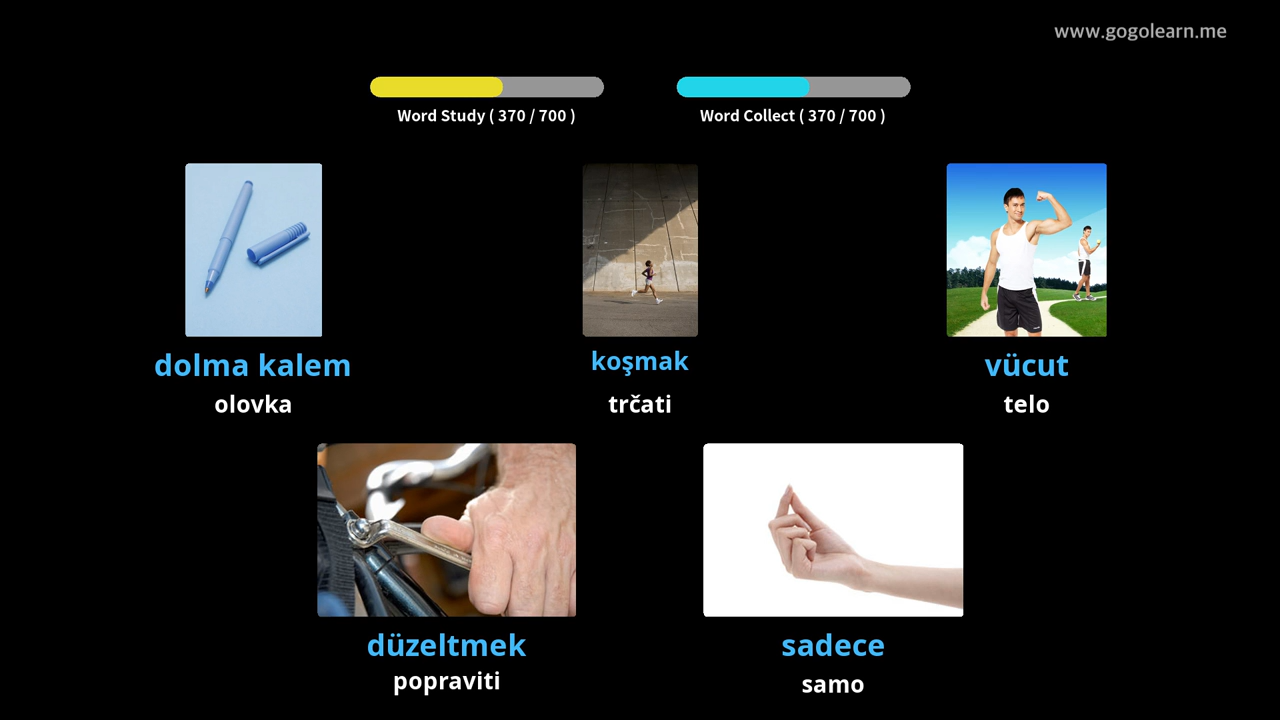 www.gogolearn.me
Word Study ( 370 / 700 )
Word Collect ( 370 / 700 )
dolma kalem
olovka
koşmak
trčati
vücut
telo
düzeltmek
popraviti
sadece
samo